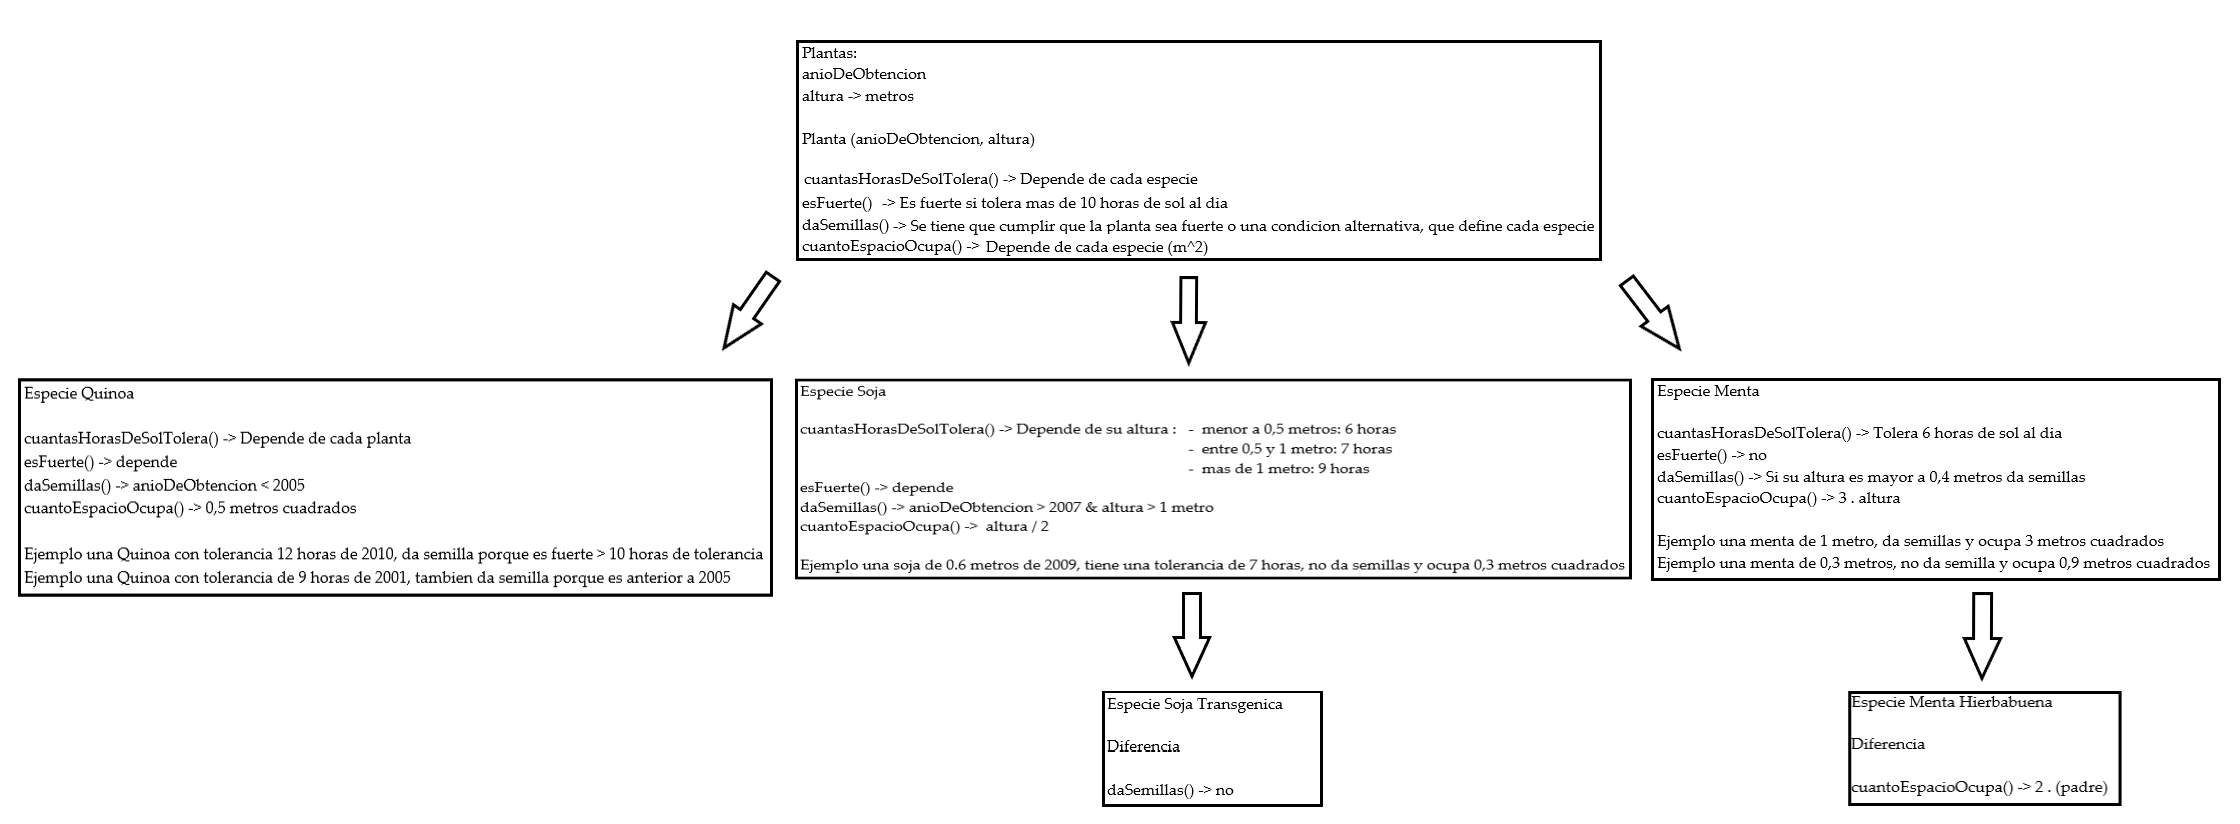 Plantas:
anioDeObtencion
altura -> metros
Planta (anioDeObtencion, altura)
cuantasHorasDeSolTolera() -> Depende de cada especie
esFuerte() -> Es fuerte si tolera mas de 10 horas de sol al dia
daSemillas() -> Se tiene que cumplir que la planta sea fuerte o una condicion alternativa, que define cada especie
cuantoEspacioOcupa() -> Depende de cada especie (m^2)
Especie Quinoa
cuantasHorasDeSolTolera() -> Depende de cada planta
esFuerte() -> depende
daSemillas() -> anioDeObtencion < 2005
cuantoEspacioOcupa() -> 0,5 metros cuadrados
Ejemplo una Quinoa con tolerancia 12 horas de 2010, da semilla porque es fuerte > 10 horas de tolerancia
Ejemplo una Quinoa con tolerancia de 9 horas de 2001, tambien da semilla porque es anterior a 2005
Especie Soja
cuantasHorasDeSolTolera() -> Depende de su altura : - menor a 0,5 metros: 6 horas
- entre 0,5 y 1 metro: 7 horas
- mas de 1 metro: 9 horas
esFuerte() -> depende
daSemillas() -> anioDeObtencion > 2007 & altura > 1 metro
cuantoEspacioOcupa() -> altura / 2
Ejemplo una soja de 0.6 metros de 2009, tiene una tolerancia de 7 horas, no da semillas y ocupa 0,3 metros cuadrados
Especie Menta
cuantasHorasDeSolTolera() -> Tolera 6 horas de sol al dia
esFuerte() -> no
daSemillas() -> Si su altura es mayor a 0,4 metros da semillas
cuantoEspacioOcupa() -> 3 . altura
Ejemplo una menta de 1 metro, da semillas y ocupa 3 metros cuadrados
Ejemplo una menta de 0,3 metros, no da semilla y ocupa 0,9 metros cuadrados
Especie Soja Transgenica
Diferencia
daSemillas() -> no
Especie Menta Hierbabuena
Diferencia
cuantoEspacioOcupa() -> 2 . (padre)